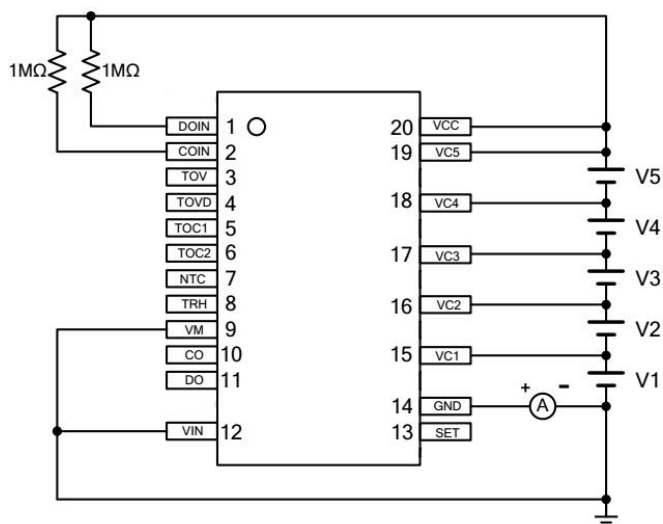 1MΩ
1MΩ
DOIN 1
COIN 2
TOV 3
TOVD 4
TOC1 5
TOC2 6
NTC 7
TRH 8
VM 9
CO 10
DO 11
VIN 12
20 VCC
19 VC5
18 VC4
17 VC3
16 VC2
15 VC1
14 GND
13 SET
V5
V4
V3
V2
V1
+ -
A